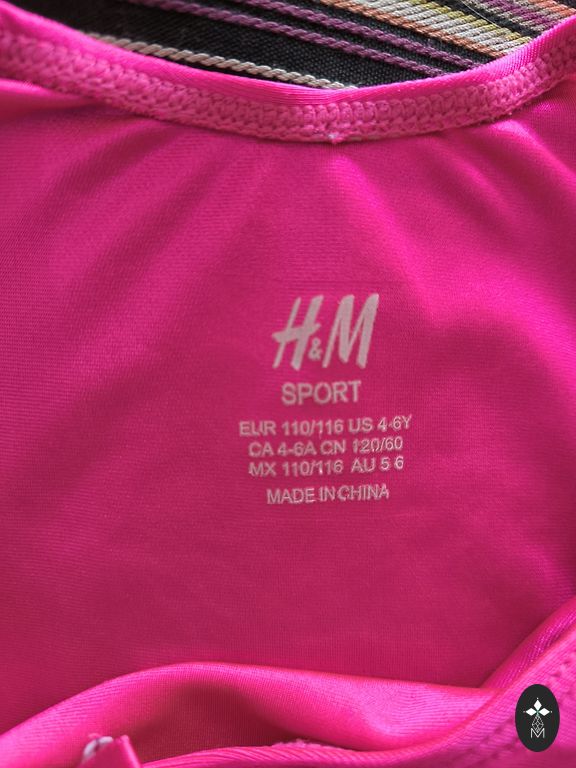 H&M
SPORT
EUR 110/116 US 4-6Y
CA 4-6A CN 120/60
MX 110/116 AU 5-6
MADE IN CHINA